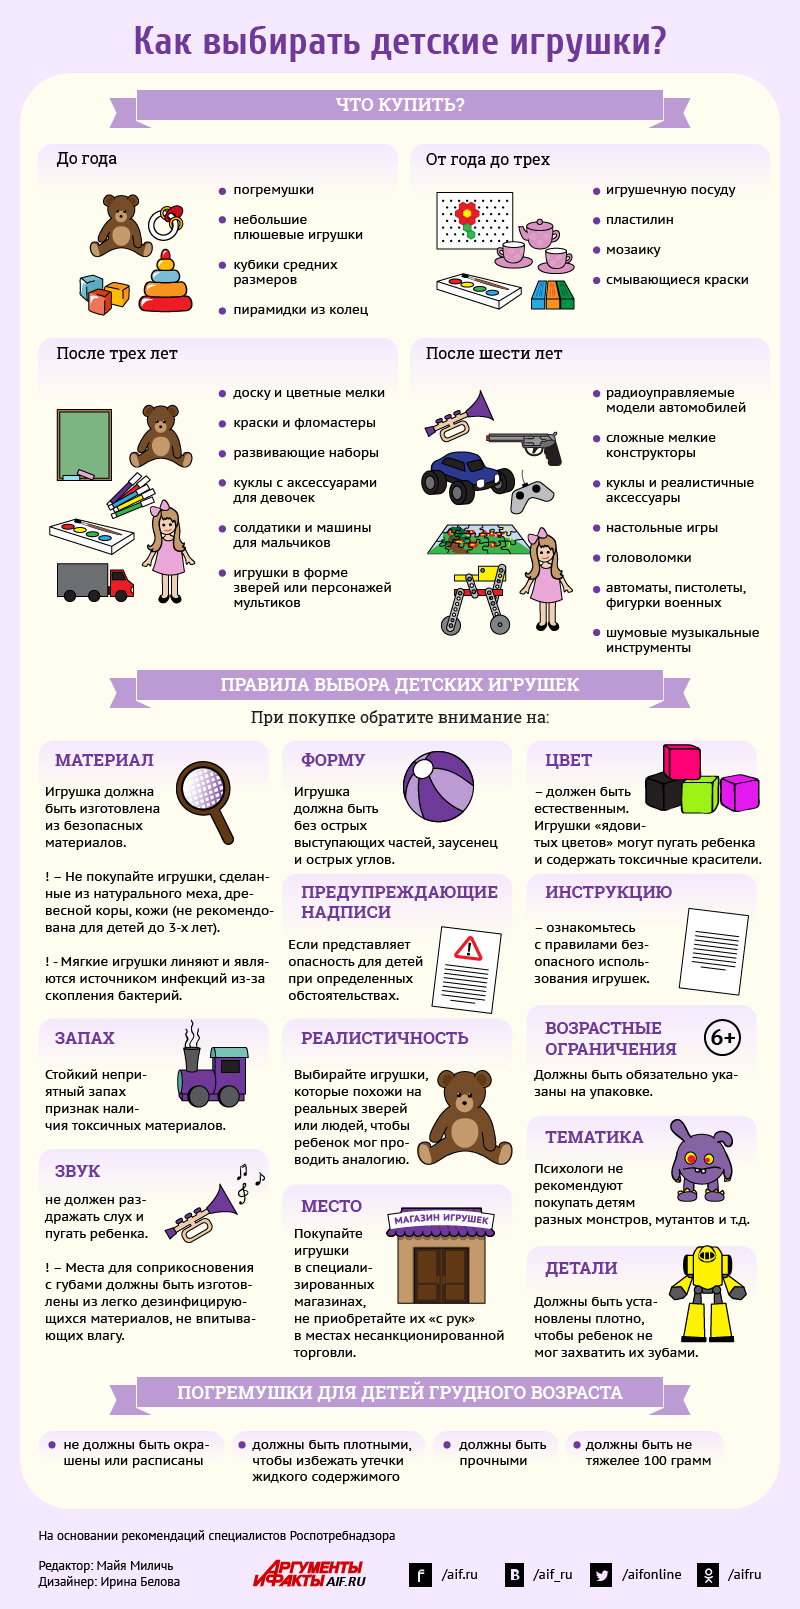 Как выбирать детские игрушки?
ЧТО КУПИТЬ?
До года
погремушки
небольшие
плюшевые игрушки
кубики средних
размеров
пирамидки из колец
От года до трех
игрушечную посуду
пластилин
мозаику
смывающиеся краски
После трех лет
доску и цветные мелки
краски и фломастеры
развивающие наборы
куклы с аксессуарами
для девочек
солдатики и машины
для мальчиков
игрушки в форме
зверей или персонажей
мультиков
После шести лет
радиоуправляемые
модели автомобилей
сложные мелкие
конструкторы
куклы и реалистичные
аксессуары
настольные игры
головоломки
автоматы, пистолеты,
фигурки военных
шумовые музыкальные
инструменты
ПРАВИЛА ВЫБОРА ДЕТСКИХ ИГРУШЕК
При покупке обратите внимание на:
МАТЕРИАЛ
Игрушка должна
быть изготовлена
из безопасных
материалов.
! – Не покупайте игрушки, сделан-
ные из натурального меха, дре-
весной коры, кожи (не рекомендо-
вана для детей до 3-х лет).
! - Мягкие игрушки линяют и явля-
ются источником инфекций из-за
скопления бактерий.
ЗАПАХ
Стойкий непри-
ятный запах
признак нали-
чия токсичных материалов.
ЗВУК
не должен раз-
дражать слух и
пугать ребенка.
! – Места для соприкосновения
с губами должны быть изготов-
лены из легко дезинфицирую-
щихся материалов, не впитыва-
ющих влагу.
ФОРМУ
Игрушка
должна быть
без острых
выступающих частей, заусенец
и острых углов.
ПРЕДУПРЕЖДАЮЩИЕ
НАДПИСИ
Если представляет
опасность для детей
при определенных
обстоятельствах.
РЕАЛИСТИЧНОСТЬ
Выбирайте игрушки,
которые похожи на
реальных зверей
или людей, чтобы
ребенок мог про-
водить аналогию.
МЕСТО
МАГАЗИН ИГРУШЕК
Покупайте
игрушки
в специали-
зированных
магазинах,
не приобретайте их «с рук»
в местах несанкционированной
торговли.
ЦВЕТ
– должен быть
естественным.
Игрушки «ядови-
тых цветов» могут пугать ребенка
и содержать токсичные красители.
ИНСТРУКЦИЮ
– ознакомьтесь
с правилами без-
опасного исполь-
зования игрушек.
ВОЗРАСТНЫЕ
ОГРАНИЧЕНИЯ
6+
Должны быть обязательно ука-
заны на упаковке.
ТЕМАТИКА
Психологи не
рекомендуют
покупать детям
разных монстров, мутантов и т.д.
ДЕТАЛИ
Должны быть уста-
новлены плотно,
чтобы ребенок не
мог захватить их зубами.
ПОГРЕМУШКИ ДЛЯ ДЕТЕЙ ГРУДНОГО ВОЗРАСТА
не должны быть окра-
шены или расписаны
должны быть плотными,
чтобы избежать утечки
жидкого содержимого
должны быть
прочными
должны быть не
тяжелее 100 грамм
На основании рекомендаций специалистов Роспотребнадзора
Редактор: Майя Миличь
Дизайнер: Ирина Белова
АРГУМЕНТЫ
И ФАКТЫ AIF.RU
/aif.ru
/aif_ru
/aifonline
/aifru